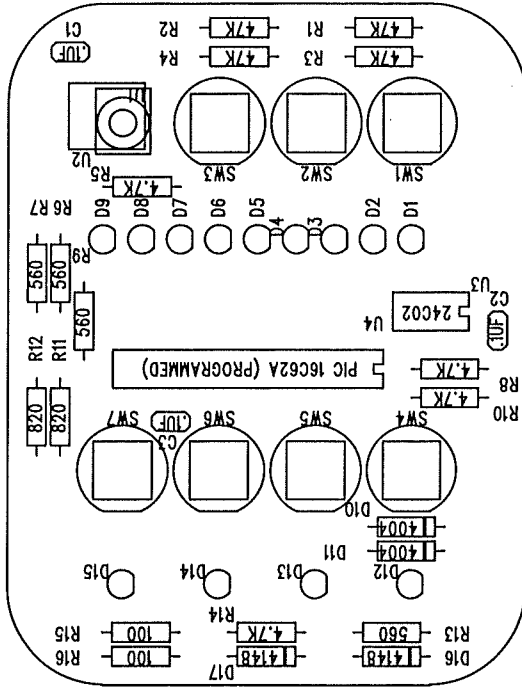 C1
.1UF
R2
47K
R1
47K
R4
47K
R3
47K
U2
SW3
SW2
SW1
R5
4.7K
R7
R6
D9
D8
D7
D6
D5
D4
D3
D2
D1
R9
560
560
560
U3
24C02
U4
C2
.1UF
R12
R11
PIC 16C62A (PROGRAMMED)
4.7K
R8
4.7K
R10
820
820
SW7
.1UF
C3
SW6
SW5
SW4
D10
4004
D11
4004
D15
D14
D13
D12
R14
R15
100
4.7K
560
R13
R16
100
4148
4148
D16
D17